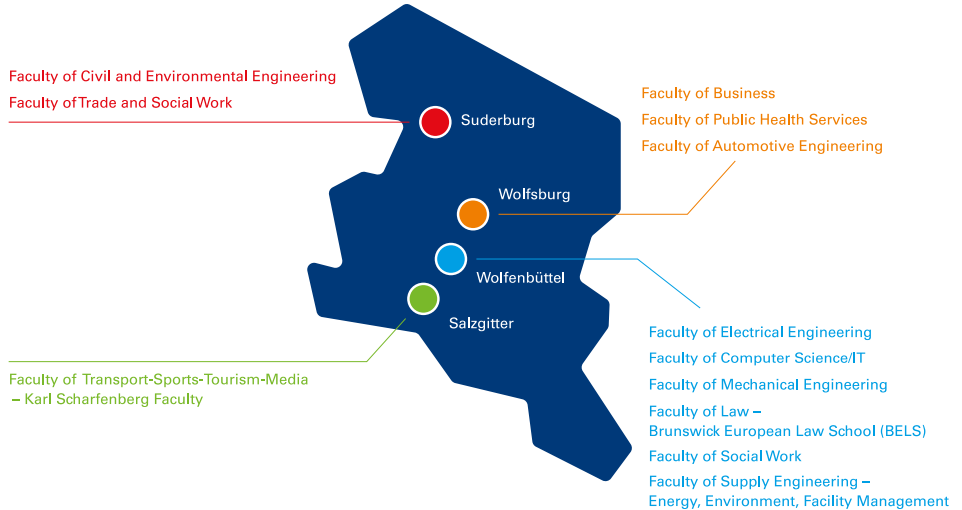 Faculty of Civil and Environmental Engineering
Faculty of Trade and Social Work
Suderburg
Faculty of Business
Faculty of Public Health Services
Faculty of Automotive Engineering
Wolfsburg
Wolfenbüttel
Salzgitter
Faculty of Transport-Sports-Tourism-Media
– Karl Scharfenberg Faculty
Faculty of Electrical Engineering
Faculty of Computer Science/IT
Faculty of Mechanical Engineering
Faculty of Law –
Brunswick European Law School (BELS)
Faculty of Social Work
Faculty of Supply Engineering –
Energy, Environment, Facility Management